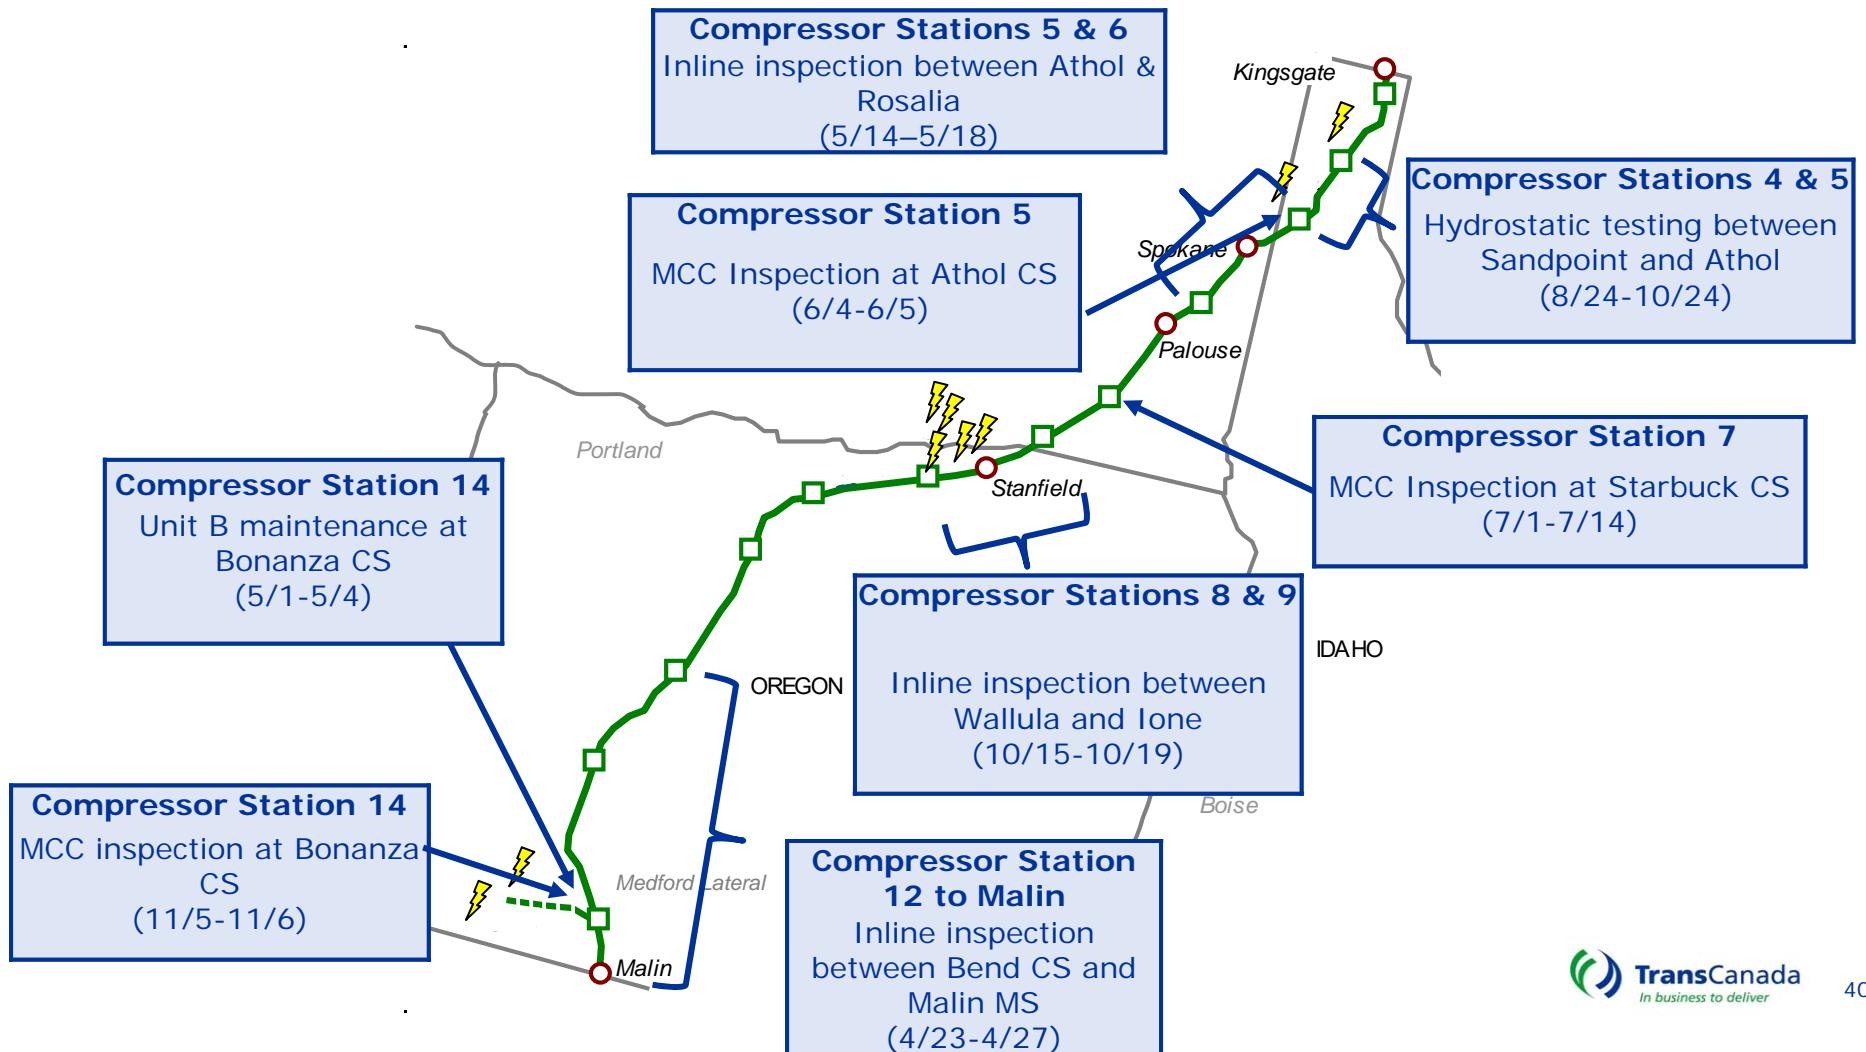 Compressor Stations 5 & 6
Inline inspection between Athol &
Rosalia
(5/14–5/18)
Kingsgate
Compressor Stations 4 & 5
Hydrostatic testing between
Sandpoint and Athol
(8/24-10/24)
Compressor Station 5
MCC Inspection at Athol CS
(6/4-6/5)
Spokane
Palouse
Portland
Stanfield
Compressor Station 7
MCC Inspection at Starbuck CS
(7/1-7/14)
Compressor Station 14
Unit B maintenance at
Bonanza CS
(5/1-5/4)
Compressor Stations 8 & 9
Inline inspection between
Wallula and Ione
(10/15-10/19)
OREGON
IDAHO
Boise
Compressor Station 14
MCC inspection at Bonanza
CS
(11/5-11/6)
Medford Lateral
Malin
Compressor Station
12 to Malin
Inline inspection
between Bend CS and
Malin MS
(4/23-4/27)
TransCanada
In business to deliver
40